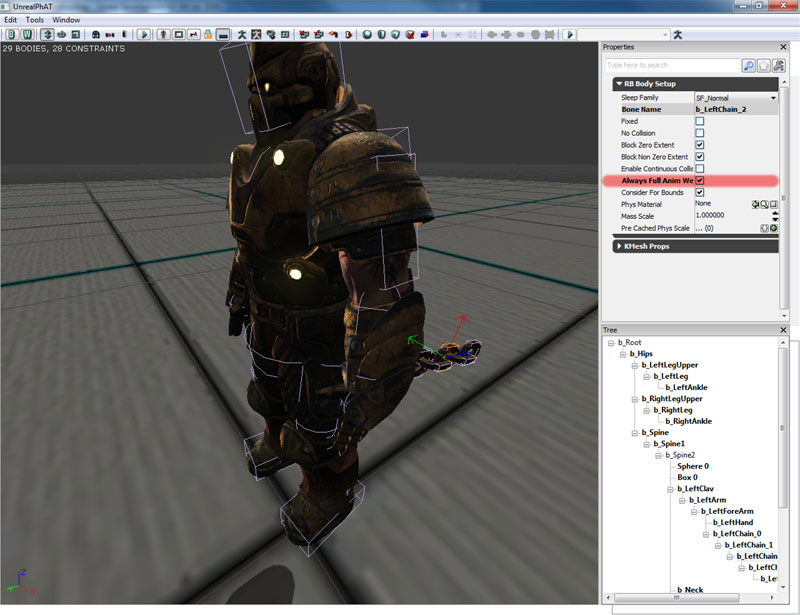 UnrealPhAT
Edit Tools Window
B W
29 BODIES, 28 CONSTRAINTS
Z
X
Properties
Type here to search
RB Body Setup
Sleep Family SF_Normal
Bone Name b_LeftChain_2
Fixed
No Collision
Block Zero Extent
Block Non Zero Extent
Enable Continuous Collis
Always Full Anim We
Consider For Bounds
Phys Material None
Mass Scale 1.000000
Pre Cached Phys Scale ... (0)
KMesh Props
Tree
b_Root
b_Hips
b_LeftLegUpper
b_LeftLeg
b_LeftAnkle
b_RightLegUpper
b_RightLeg
b_RightAnkle
b_Spine
b_Spine1
b_Spine2
Sphere 0
Box 0
b_LeftClav
b_LeftArm
b_LeftForeArm
b_LeftHand
b_LeftChain_0
b_LeftChain_1
b_LeftChain
b_LeftCh
b_Le
b_Neck